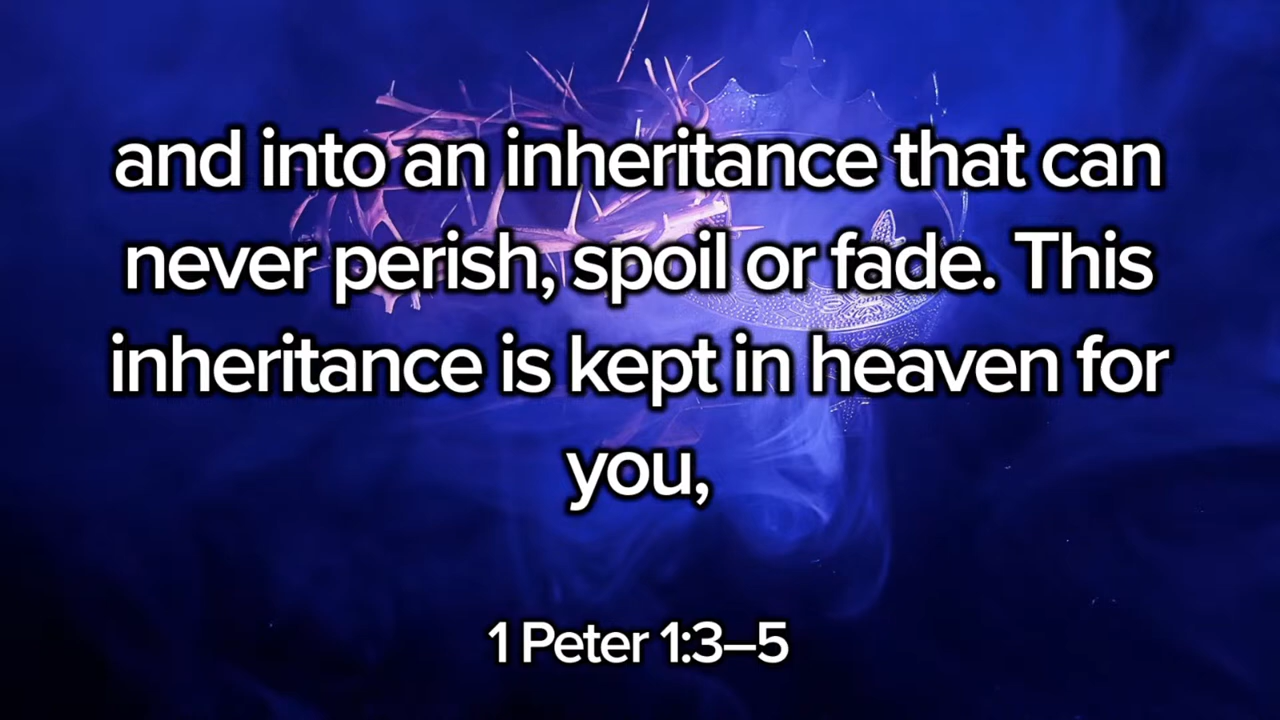 and into an inheritance that can
never perish, spoil or fade. This
inheritance is kept in heaven for
you,
1 Peter 1:3–5